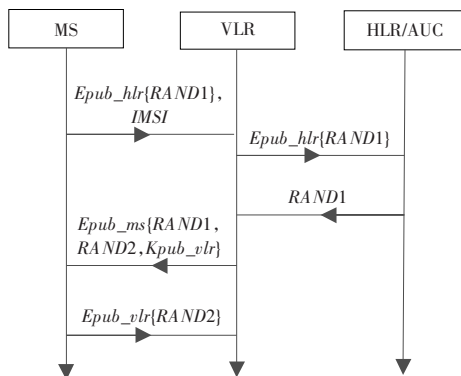 MS
VLR
HLR/AUC
Epub_hlr{RAND1},
IMSI
Epub_hlr{RAND1}
RAND1
Epub_ms{RAND1,
RAND2,Kpub_vlr}
Epub_vlr{RAND2}